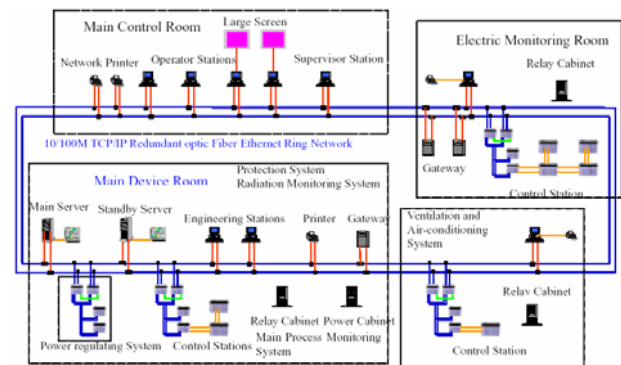 Main Control Room
Large Screen
Network Printer
Operator Stations
Supervisor Station
Electric Monitoring Room
Relay Cabinet
10/100M TCP/IP Redundant optic Fiber Ethernet Ring Network
Gateway
Control Station
Main Device Room
Protection System
Radiation Monitoring System
Main Server
Standby Server
Engineering Stations
Printer
Gateway
Power regulating System
Control Stations
Relay Cabinet
Power Cabinet
Main Process Monitoring
System
Ventilation and
Air-conditioning
System
Relav Cabinet
Control Station